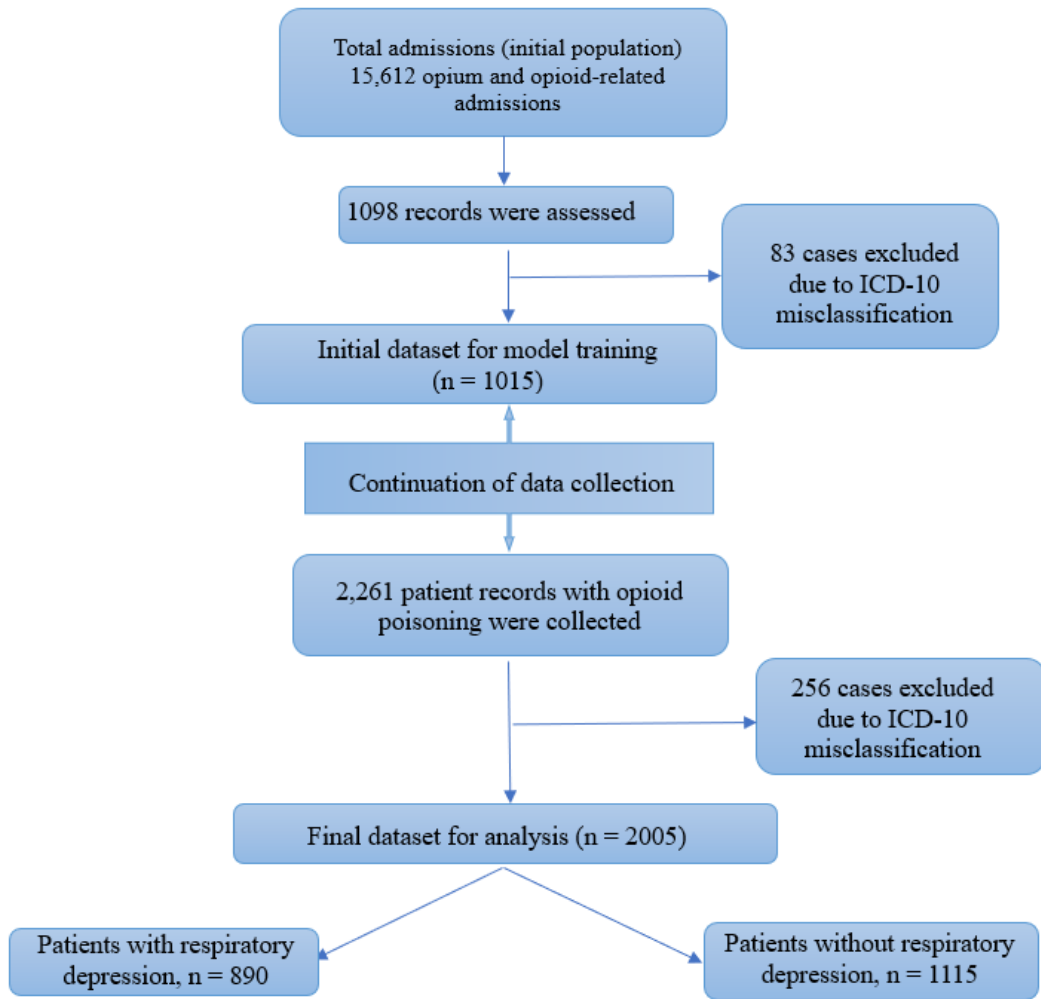 Total admissions (initial population)
15,612 opium and opioid-related
admissions
1098 records were assessed
83 cases excluded
due to ICD-10
misclassification
Initial dataset for model training
(n = 1015)
Continuation of data collection
2,261 patient records with opioid
poisoning were collected
256 cases excluded
due to ICD-10
misclassification
Final dataset for analysis (n = 2005)
Patients with respiratory
depression, n = 890
Patients without respiratory
depression, n = 1115